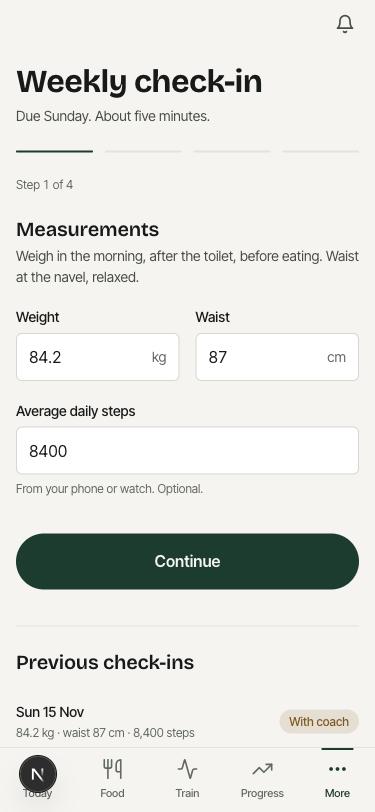 Weekly check-in
Due Sunday. About five minutes.
Step 1 of 4
Measurements
Weigh in the morning, after the toilet, before eating. Waist
at the navel, relaxed.
Weight Waist
84.2 kg 87 cm
Average daily steps
8400
From your phone or watch. Optional.
Continue
Previous check-ins
Sun 15 Nov
With coach
84.2 kg · waist 87 cm · 8,400 steps
N
Today Food Train Progress More